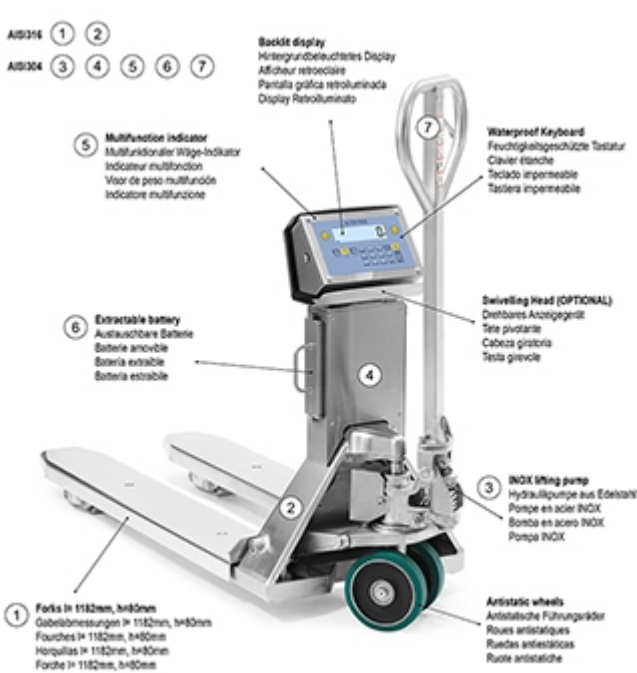 AISI316 1 2
AISI304 3 4 5 6 7
Backlit display
Hintergrundbeleuchtetes Display
Afficheur retroeclaire
Pantalla gráfica retroiluminada
Display Retroilluminato
5 Multifunction indicator
Multifunktionaler Wäge-Indikator
Indicateur multifonction
Visor de peso multifunción
Indicatore multifunzione
7
Waterproof Keyboard
Feuchtigkeitsgeschützte Tastatur
Clavier étanche
Teclado impermeable
Tastiera impermeabile
0
Swivelling Head (OPTIONAL)
Drehbares Anzeigegerät
Tete pivotante
Cabeza giratoria
Testa girevole
6 Extractable battery
Austauschbare Batterie
Batterie amovible
Batería extraible
Batteria estraibile
4
2
3 INOX lifting pump
Hydraulikpumpe aus Edelstahl
Pompe en acier INOX
Bomba en acero INOX
Pompa INOX
1 Forks l= 1182mm, h=80mm
Gabelabmessungen l= 1182mm, h=80mm
Fourches l= 1182mm, h=80mm
Horquillas l= 1182mm, h=80mm
Forche l= 1182mm, h=80mm
Antistatic wheels
Antistatische Führungsräder
Roues antistatiques
Ruedas antiestáticas
Ruote antistatiche